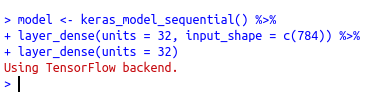 > model <- keras_model_sequential() %>%
+ layer_dense(units = 32, input_shape = c(784)) %>%
+ layer_dense(units = 32)
Using TensorFlow backend.
>